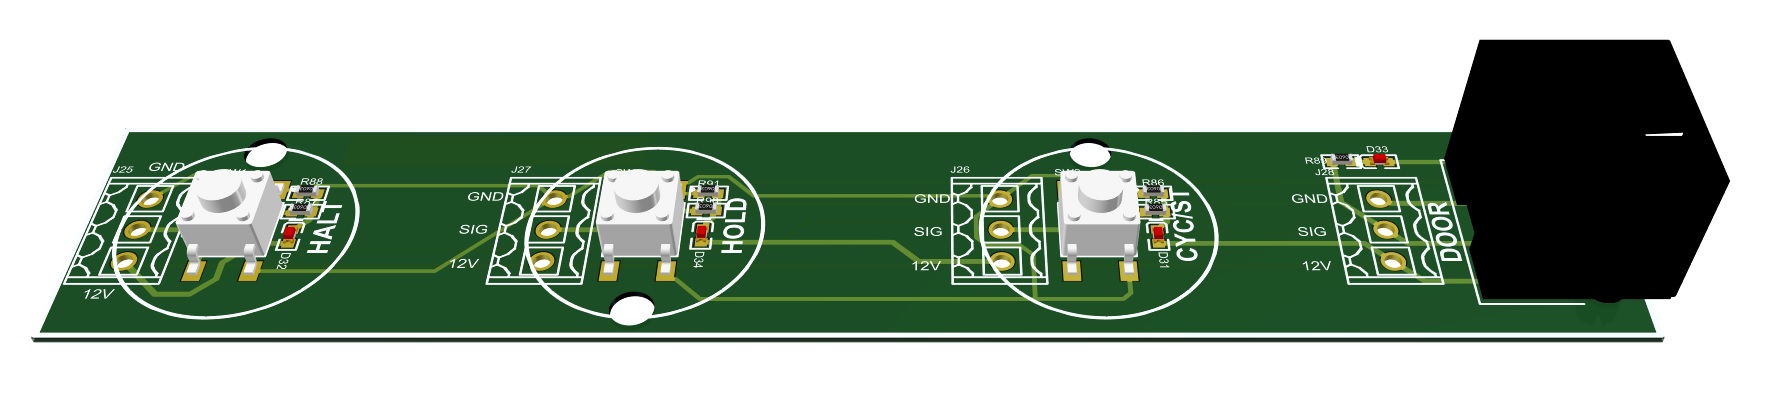 J25
GND
12V
R88
HALT
D32
J27
GND
SIG
12V
R91
HOLD
D34
J26
GND
SIG
12V
R86
CYC/ST
D31
D33
J28
GND
SIG
12V
DOOR